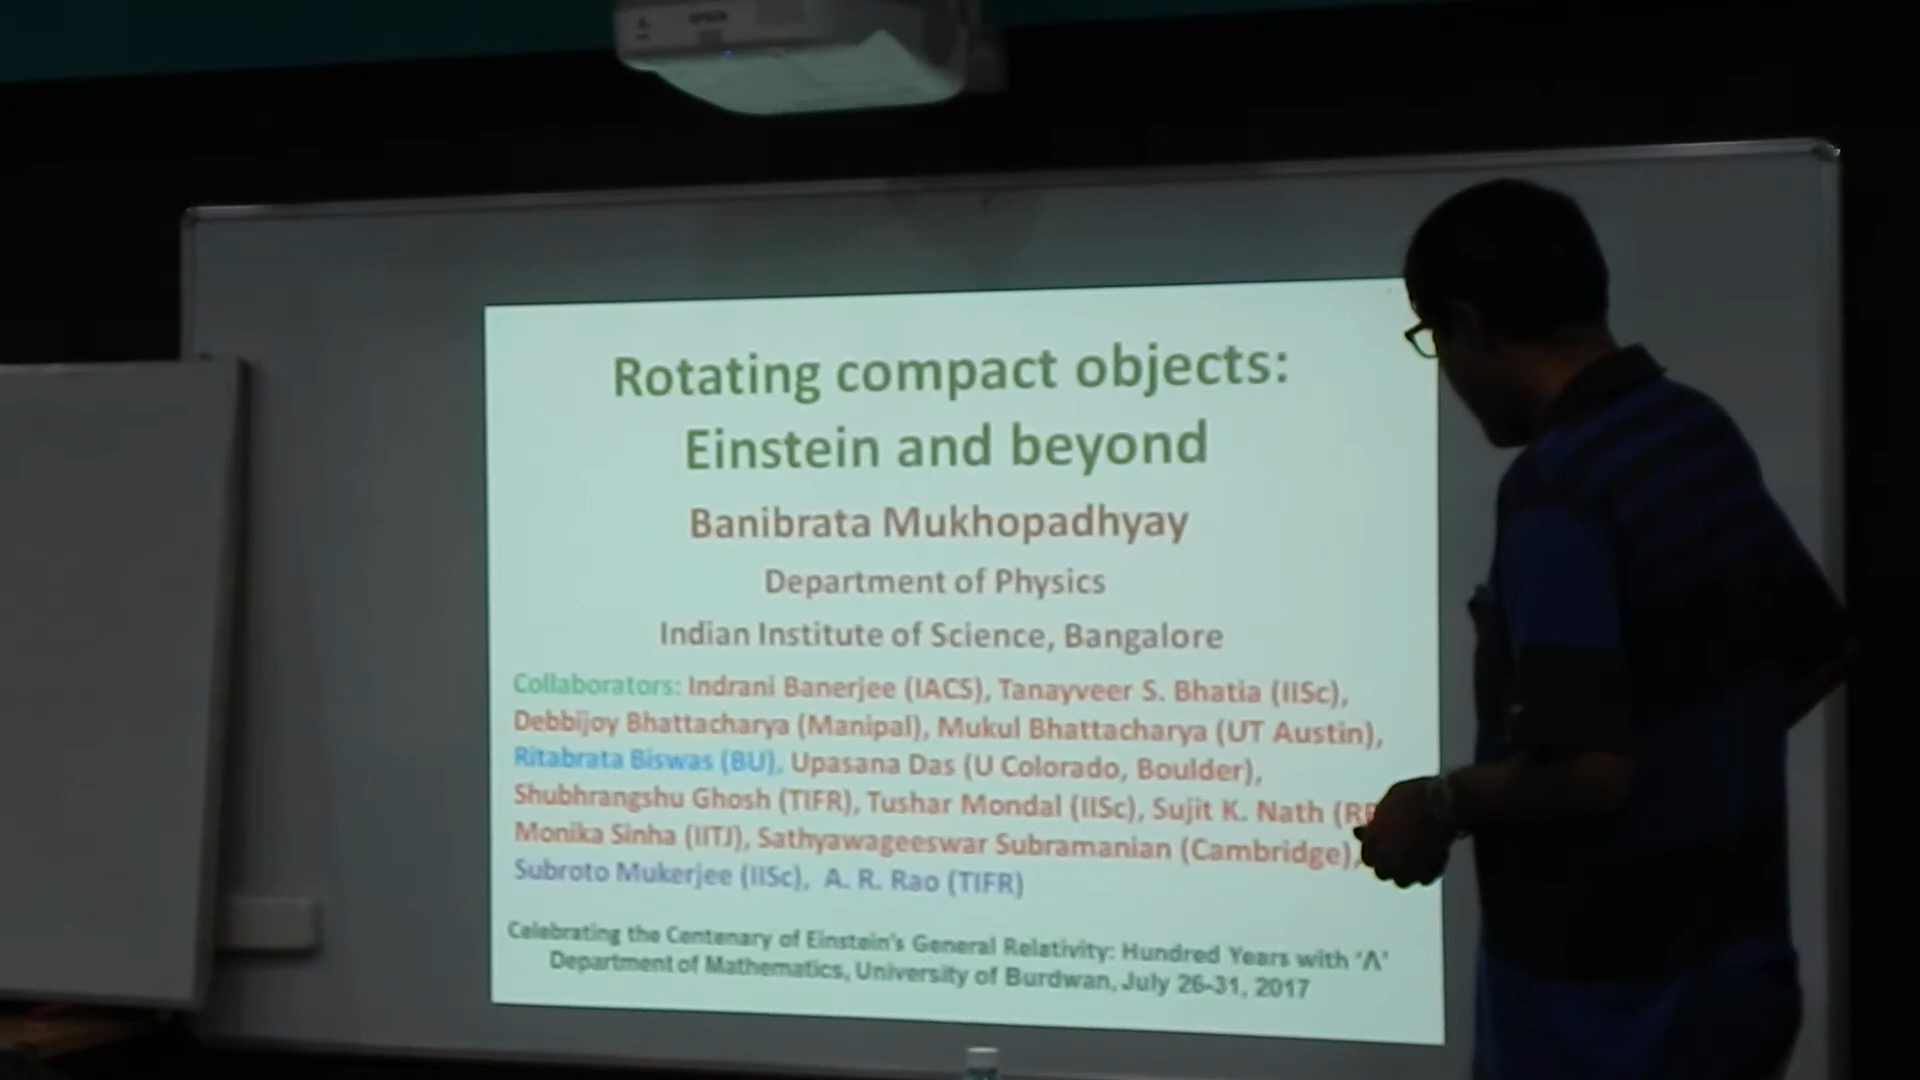 EPSON
Rotating compact objects:
Einstein and beyond
Banibrata Mukhopadhyay
Department of Physics
Indian Institute of Science, Bangalore
Collaborators: Indrani Banerjee (IACS), Tanayveer S. Bhatia (IISc),
Debbijoy Bhattacharya (Manipal), Mukul Bhattacharya (UT Austin),
Ritabrata Biswas (BU), Upasana Das (U Colorado, Boulder),
Shubhrangshu Ghosh (TIFR), Tushar Mondal (IISc), Sujit K. Nath
Monika Sinha (IITJ), Sathyawageeswar Subramanian (Cambridge),
Subroto Mukerjee (IISc), A. R. Rao (TIFR)
Celebrating the Centenary of Einstein's General Relativity: Hundred Years with 'Λ'
Department of Mathematics, University of Burdwan, July 26-31, 2017